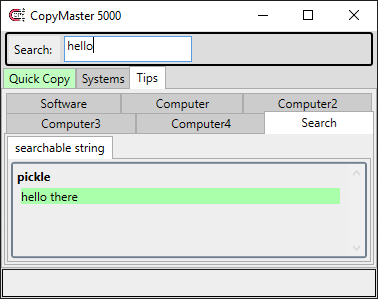 CopyMaster 5000
Search: hello
Quick Copy Systems Tips
Software Computer Computer2
Computer3 Computer4 Search
searchable string
pickle
hello there